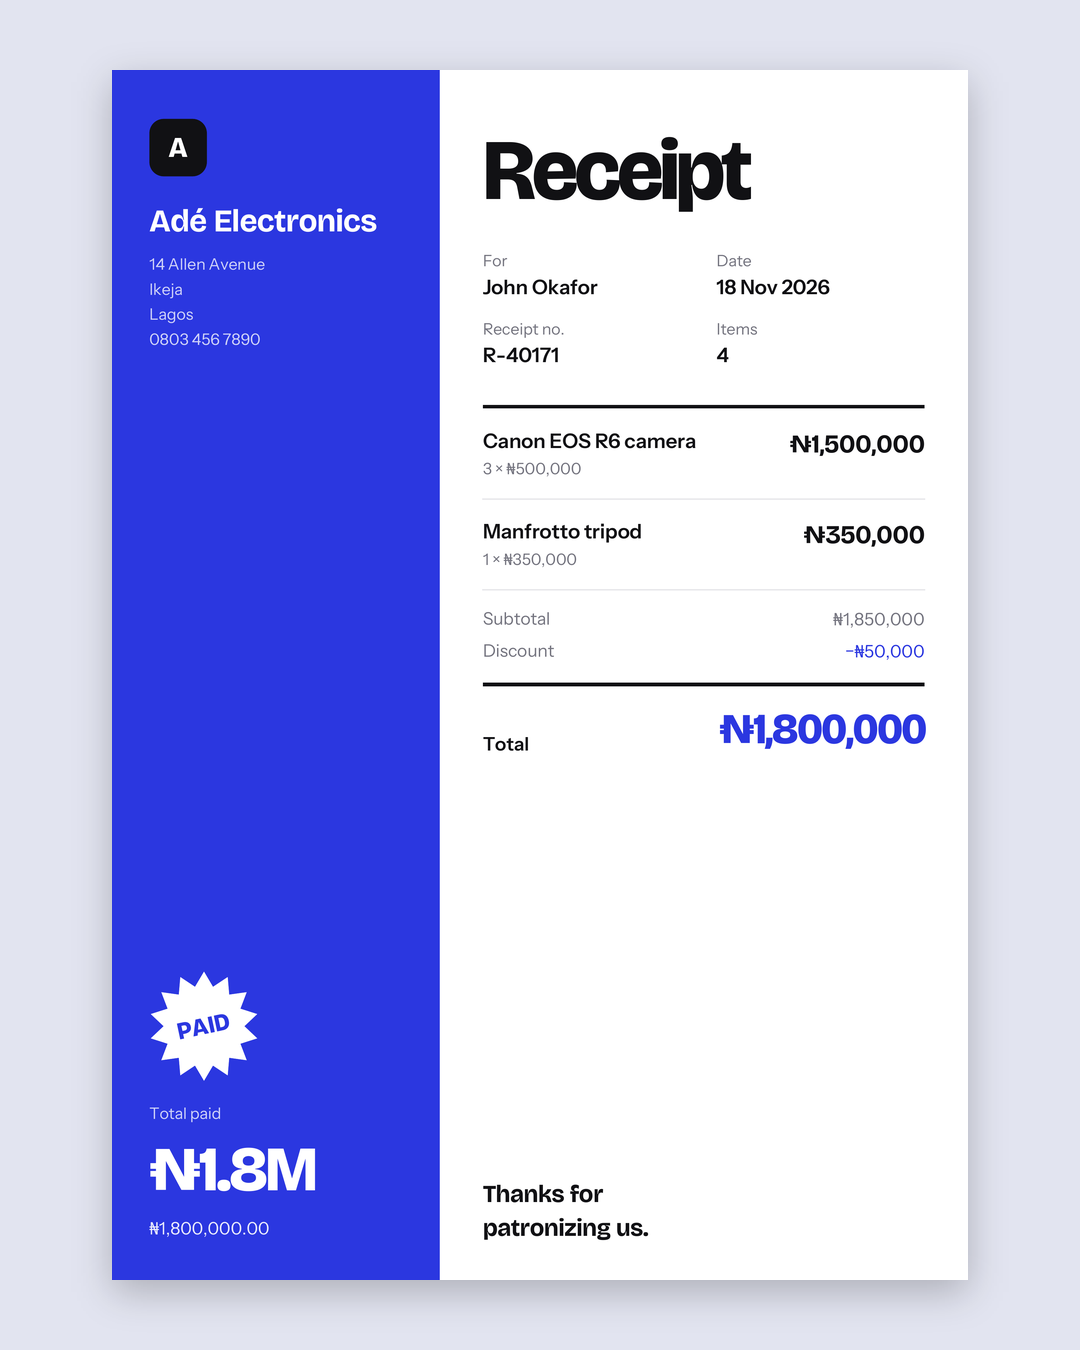 A
Adé Electronics
14 Allen Avenue
Ikeja
Lagos
0803 456 7890
PAID
Total paid
₦1.8M
₦1,800,000.00
Receipt
For
John Okafor
Date
18 Nov 2026
Receipt no.
R-40171
Items
4
Canon EOS R6 camera
₦1,500,000
3 × ₦500,000
Manfrotto tripod
₦350,000
1 × ₦350,000
Subtotal
₦1,850,000
Discount
−₦50,000
Total
₦1,800,000
Thanks for
patronizing us.